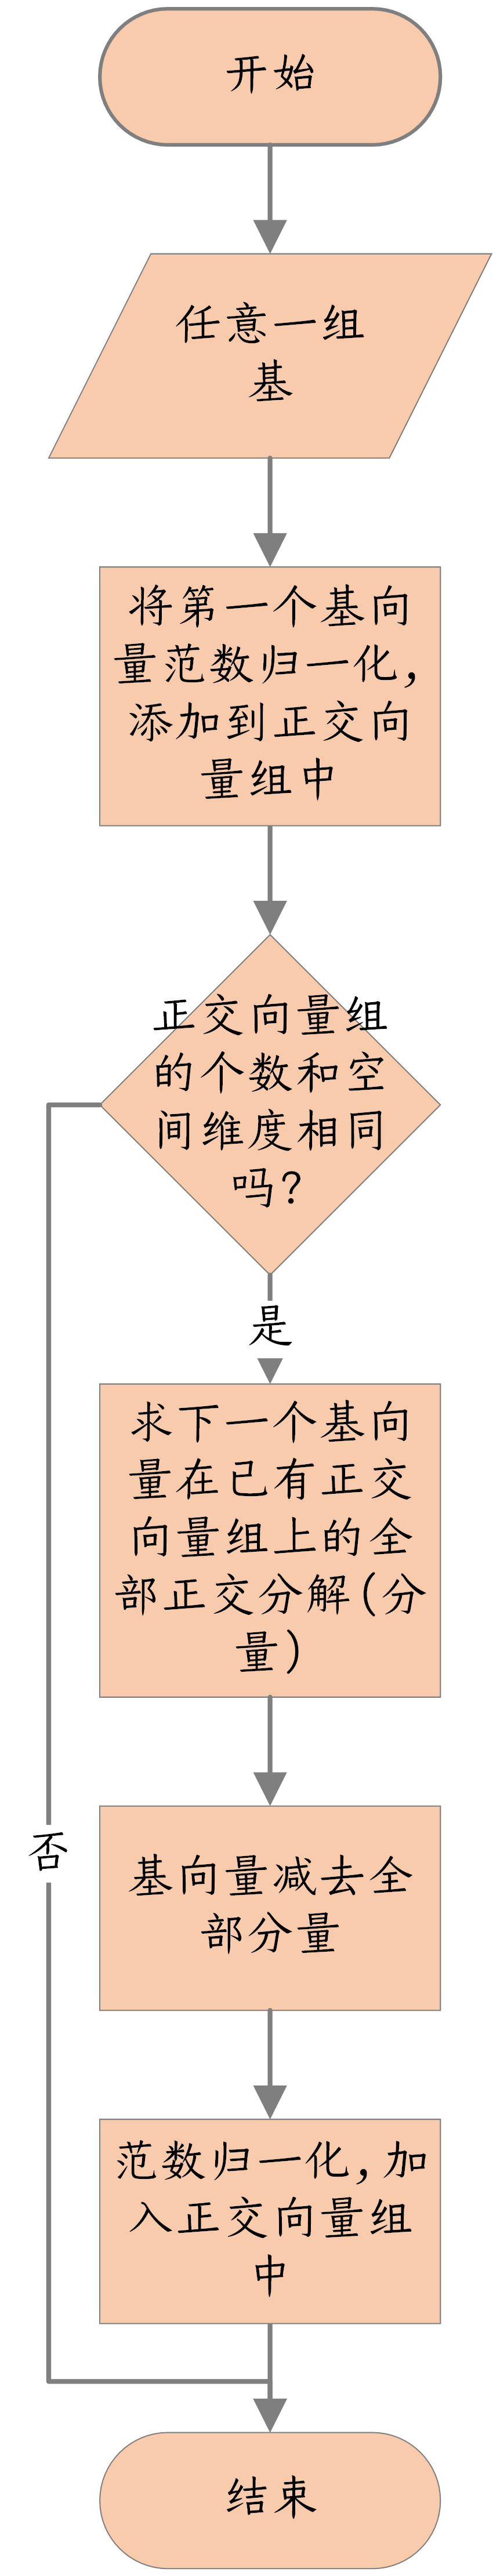 开始
任意一组
基
将第一个基向
量范数归一化,
添加到正交向
量组中
正交向量组
的个数和空
间维度相同
吗?
是
求下一个基向
量在已有正交
向量组上的全
部正交分解(分
量)
否
基向量减去全
部分量
范数归一化,加
入正交向量组
中
结束